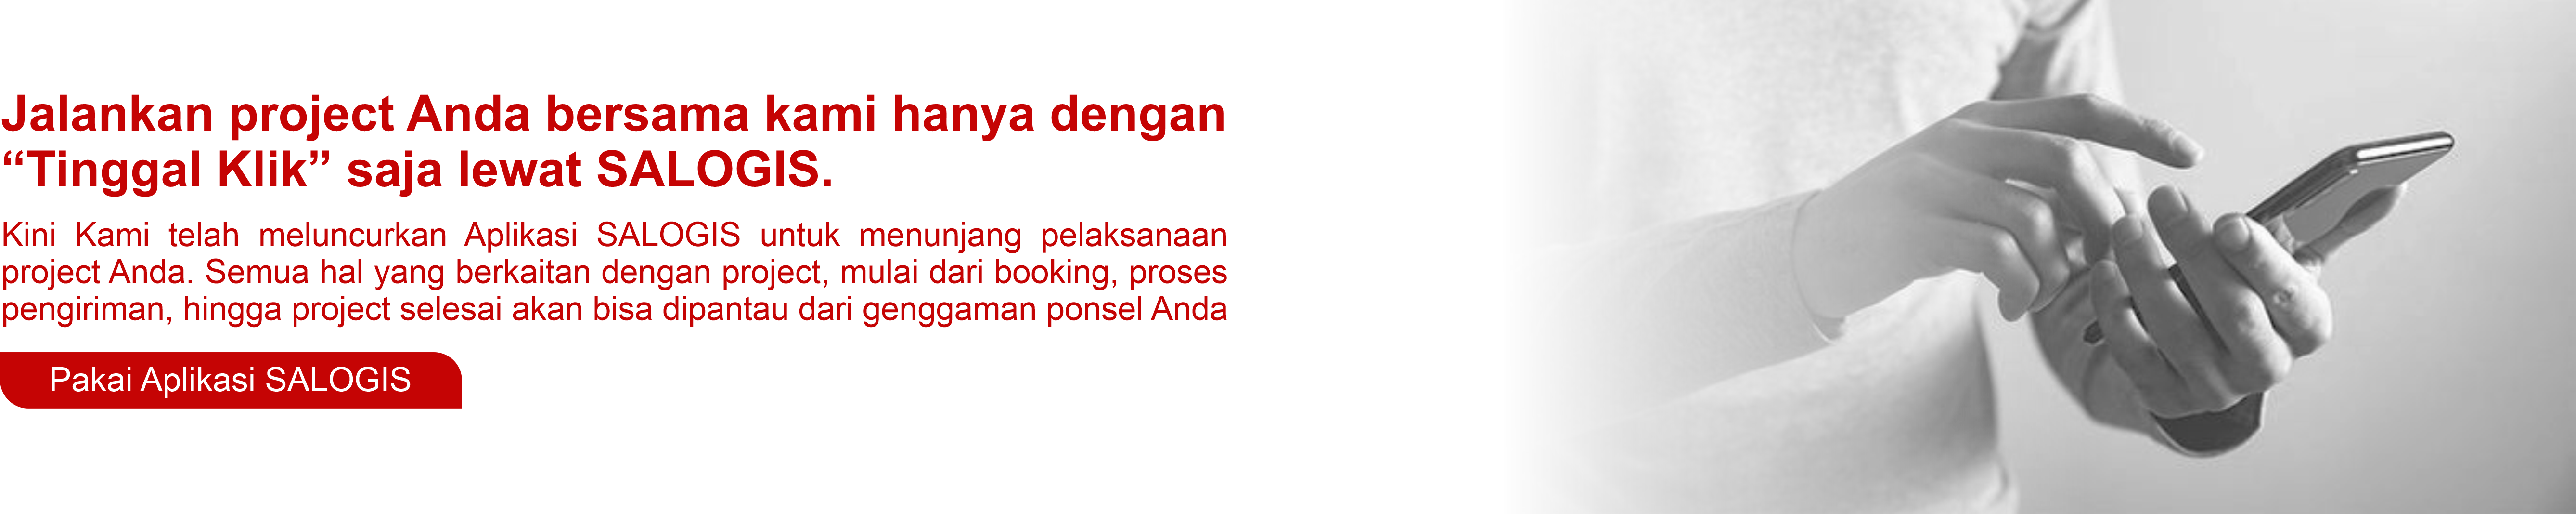 Jalankan project Anda bersama kami hanya dengan
“Tinggal Klik” saja lewat SALOGIS.
Kini Kami telah meluncurkan Aplikasi SALOGIS untuk menunjang pelaksanaan
project Anda. Semua hal yang berkaitan dengan project, mulai dari booking, proses
pengiriman, hingga project selesai akan bisa dipantau dari genggaman ponsel Anda
Pakai Aplikasi SALOGIS